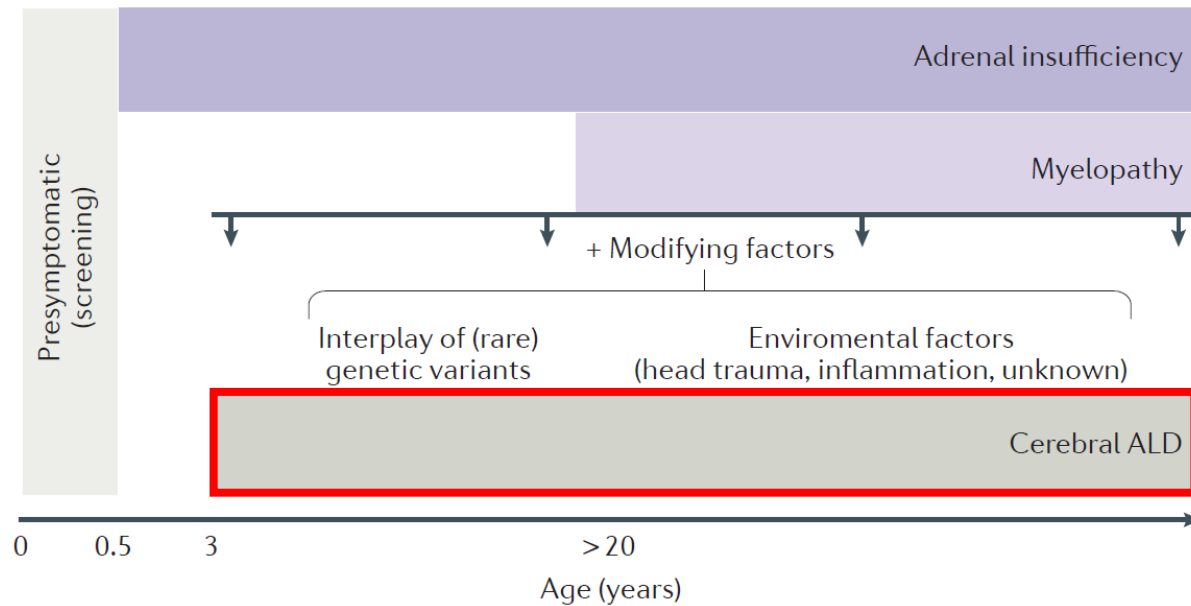 Presymptomatic
(screening)
Adrenal insufficiency
Myelopathy
+ Modifying factors
Interplay of (rare)
genetic variants
Enviromental factors
(head trauma, inflammation, unknown)
Cerebral ALD
0
0.5
3
>20
Age (years)